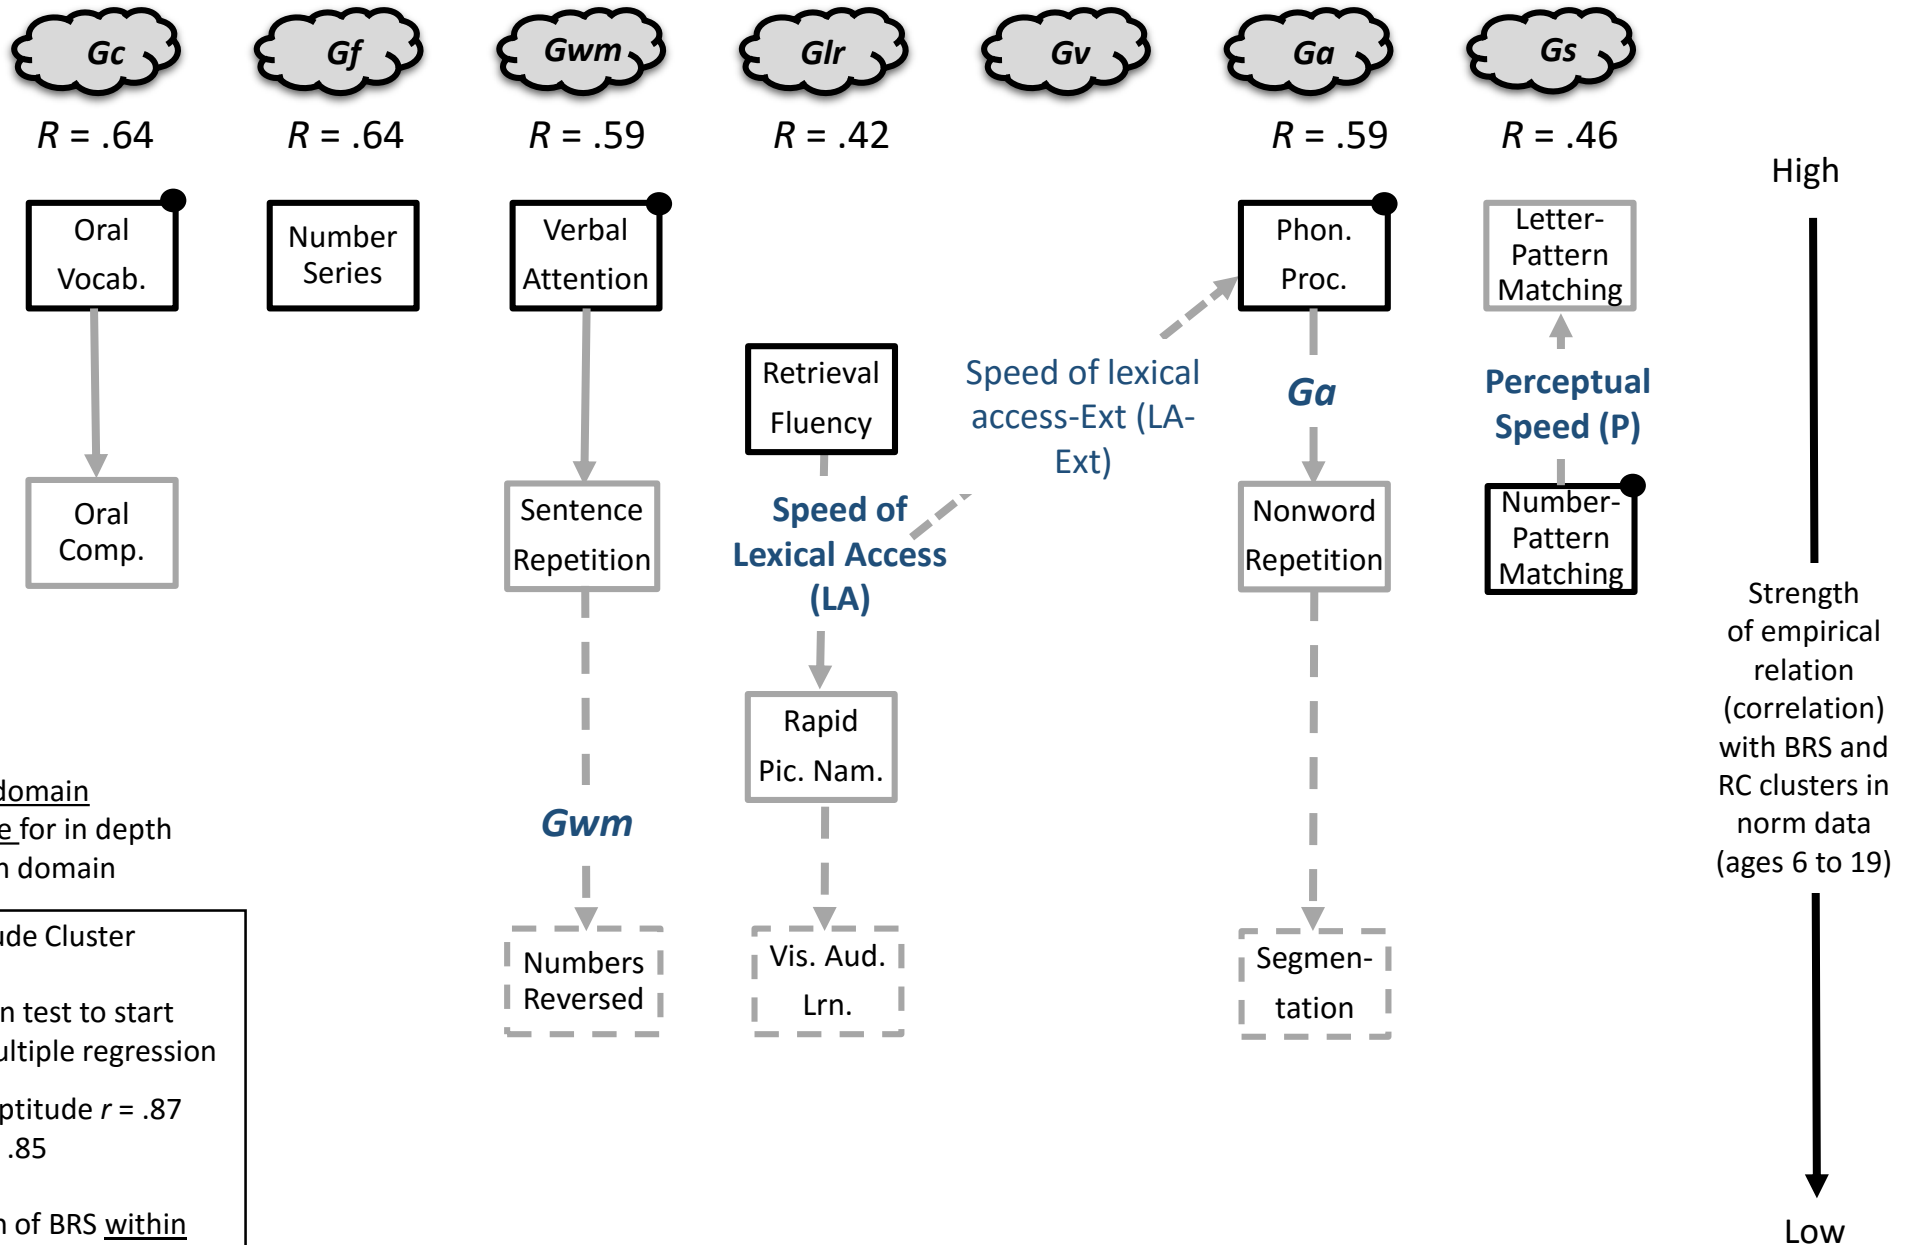 Gc
Gf
Gwm
Glr
Gv
Ga
Gs
R = .64
R = .64
R = .59
R = .42
R = .59
R = .46
High
Oral
Vocab.
Number
Series
Verbal
Attention
Phon.
Proc.
Letter-
Pattern
Matching
Retrieval
Fluency
Speed of lexical
access-Ext (LA-
Ext)
Ga
Perceptual
Speed (P)
Oral
Comp.
Sentence
Repetition
Speed of
Lexical Access
(LA)
Nonword
Repetition
Number-
Pattern
Matching
Strength
of empirical
relation
(correlation)
with BRS and
RC clusters in
norm data
(ages 6 to 19)
Rapid
Pic. Nam.
Gwm
domain
e for in depth
n domain
Numbers
Reversed
Vis. Aud.
Lrn.
Segmen-
tation
ude Cluster
n test to start
ultiple regression
ptitude r = .87
.85
n of BRS within
Low